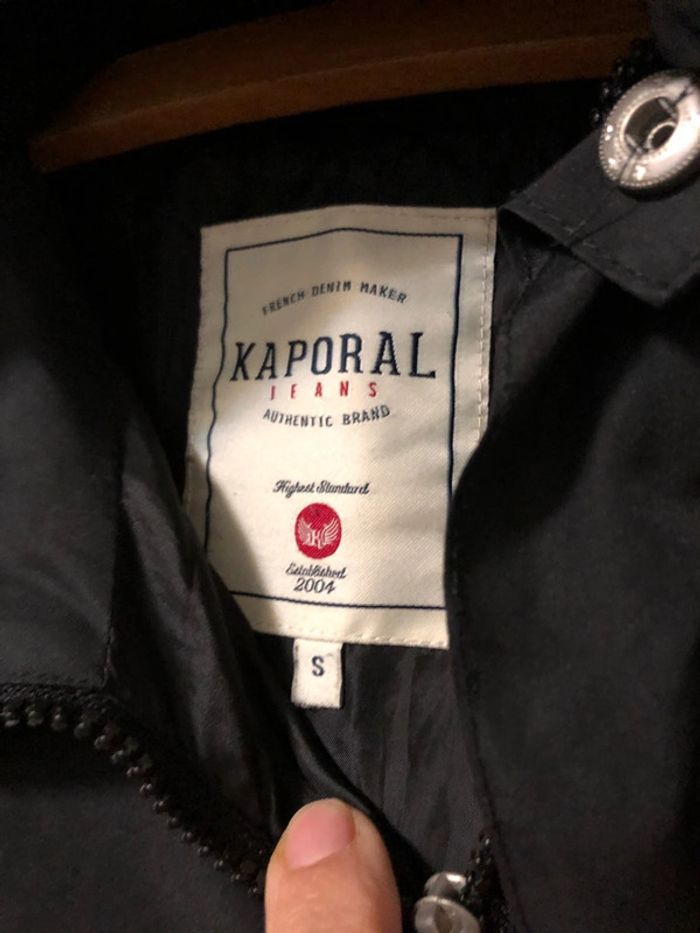 FRENCH DENIM MAKER
KAPORAL
JEANS
AUTHENTIC BRAND
Highest Standard
K
Established
2004
S